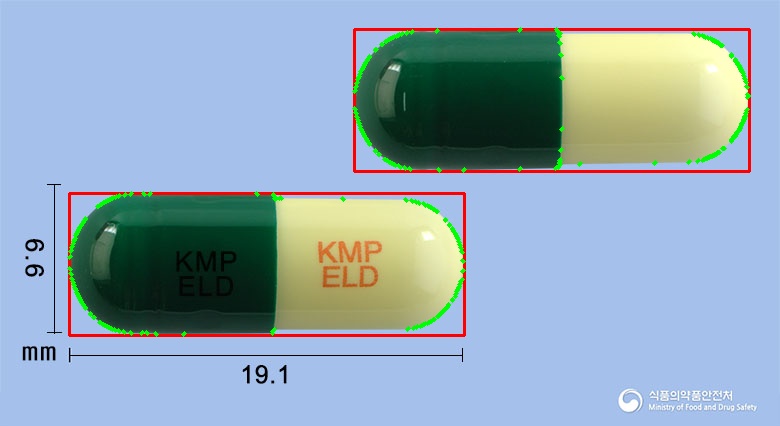 KMP
ELD
KMP
ELD
6.6
mm
19.1
식품의약품안전처
Ministry of Food and Drug Safety